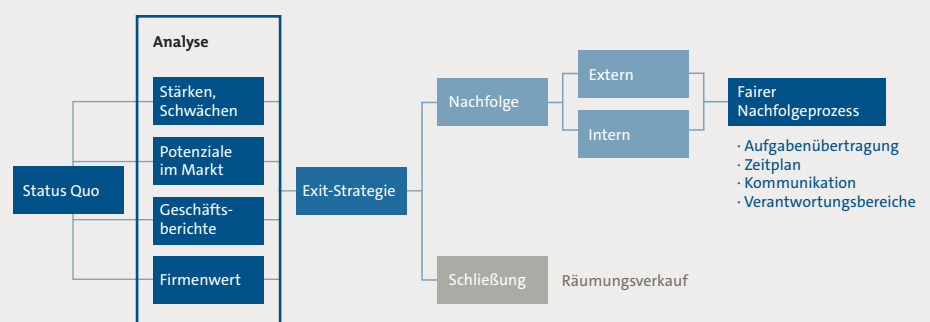 Analyse
Status Quo
Stärken,
Schwächen
Potenziale
im Markt
Geschäfts-
berichte
Firmenwert
Exit-Strategie
Nachfolge
Extern
Intern
Fairer
Nachfolgeprozess
· Aufgabenübertragung
· Zeitplan
· Kommunikation
· Verantwortungsbereiche
Schließung
Räumungsverkauf